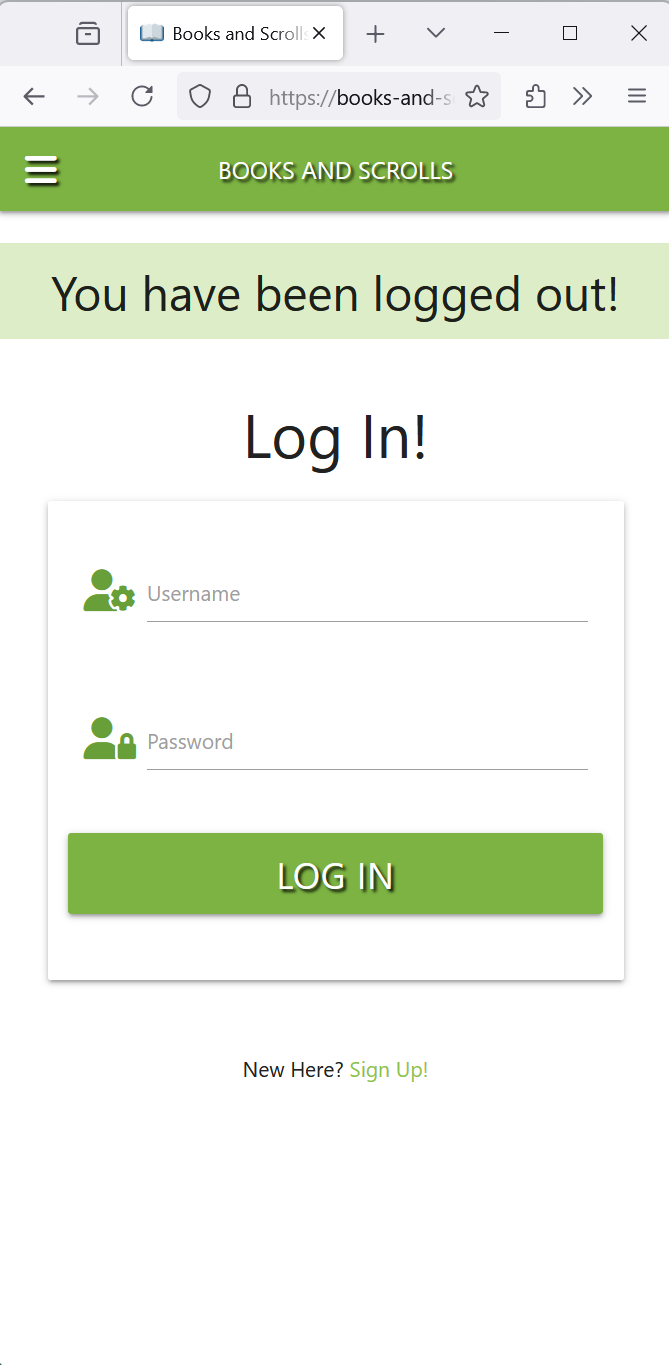 Books and Scrolls
https://books-and-s
BOOKS AND SCROLLS
You have been logged out!
Log In!
Username
Password
LOG IN
New Here? Sign Up!